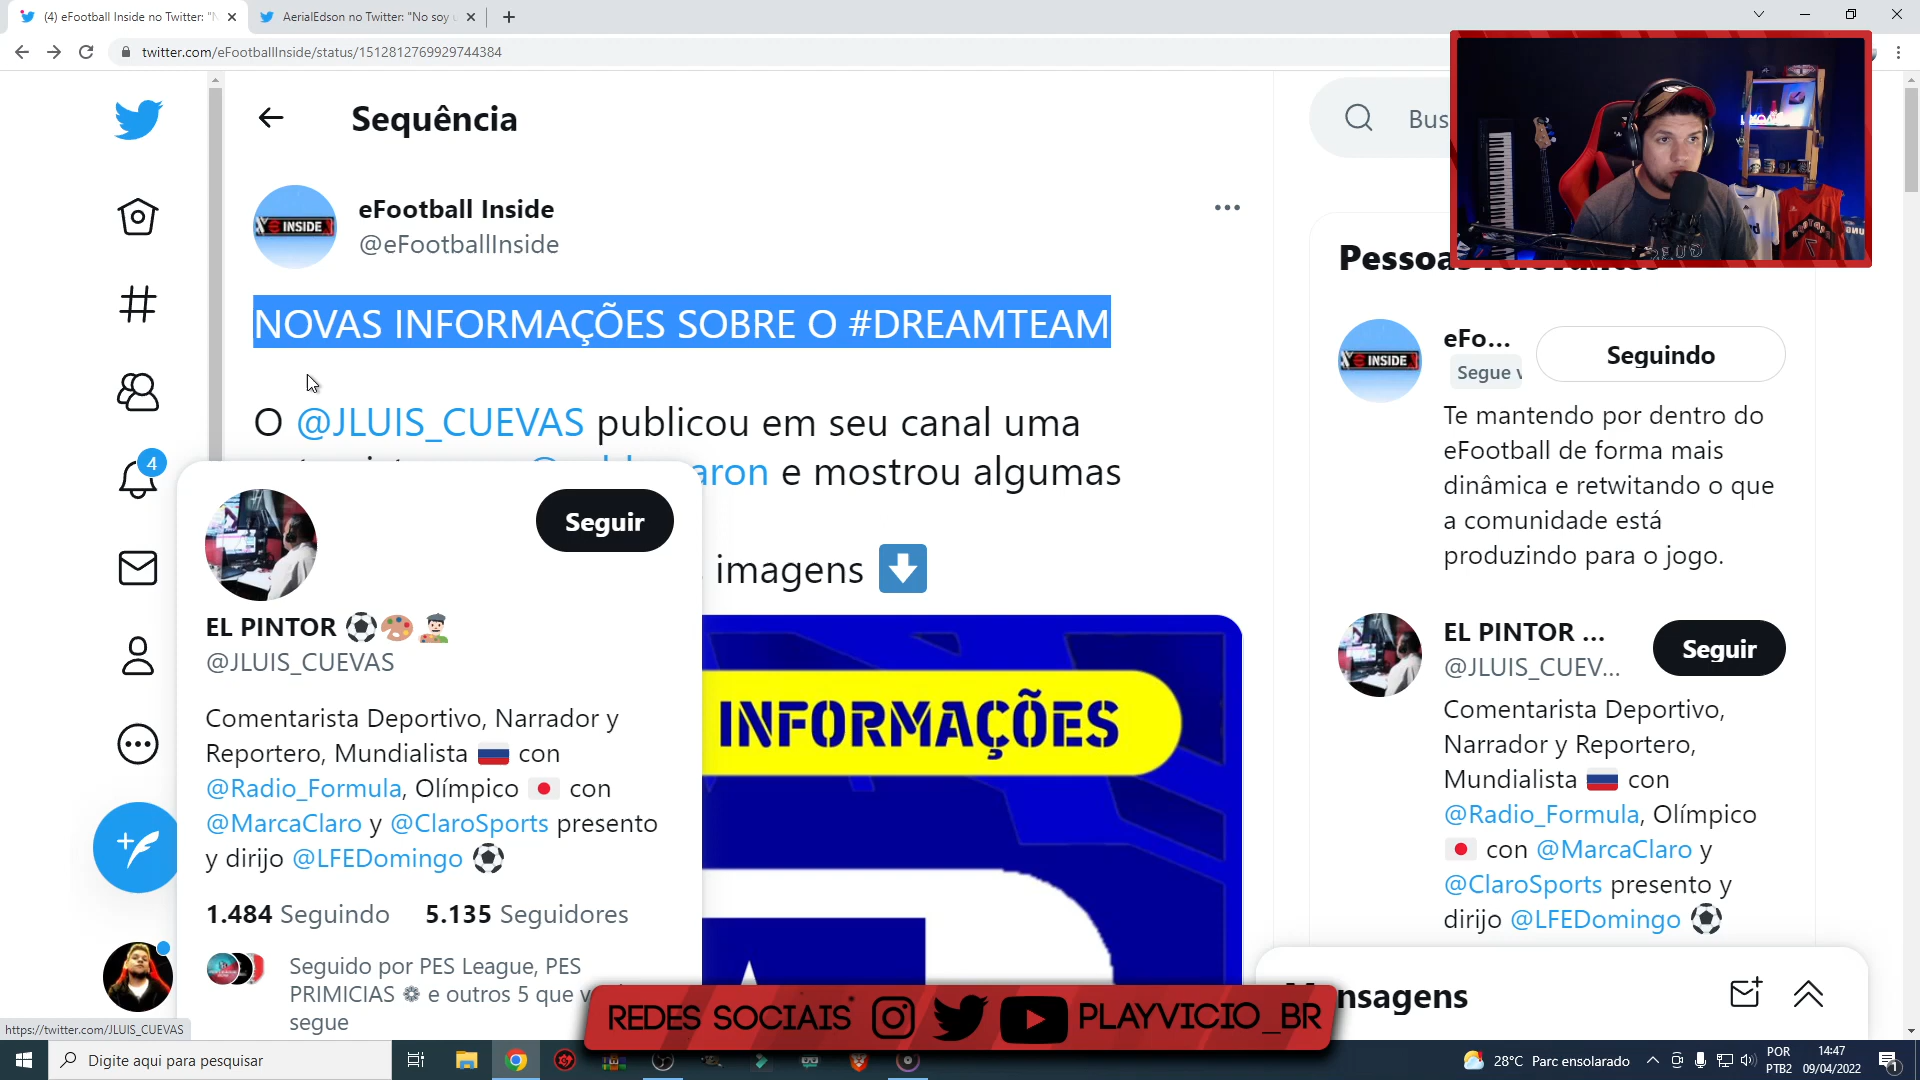 (4) eFootball Inside no Twitter: "N
AerialEdson no Twitter: "No soy u
twitter.com/eFootballInside/status/1512812769929744384
Sequência
Bus
eFootball Inside
@eFootballInside
INSIDE
NOVAS INFORMAÇÕES SOBRE O #DREAMTEAM
O @JLUIS_CUEVAS publicou em seu canal uma
aron e mostrou algumas
imagens
INFORMAÇÕES
4
Seguir
EL PINTOR
@JLUIS_CUEVAS
Comentarista Deportivo, Narrador y
Reportero, Mundialista con
@Radio_Formula, Olímpico con
@MarcaClaro y @ClaroSports presento
y dirijo @LFEDomingo
1.484 Seguindo 5.135 Seguidores
Seguido por PES League, PES
PRIMICIAS e outros 5 que v
segue
Pessoas relevantes
INSIDE
eFo...
Segue v
Seguindo
Te mantendo por dentro do
eFootball de forma mais
dinâmica e retwitando o que
a comunidade está
produzindo para o jogo.
EL PINTOR ...
@JLUIS_CUEV...
Seguir
Comentarista Deportivo,
Narrador y Reportero,
Mundialista con
@Radio_Formula, Olímpico
con @MarcaClaro y
@ClaroSports presento y
dirijo @LFEDomingo
nsagens
REDES SOCIAIS PLAYVICIO_BR
https://twitter.com/JLUIS_CUEVAS
Digite aqui para pesquisar
28°C Parc ensolarado
POR
PTB2
14:47
09/04/2022
1